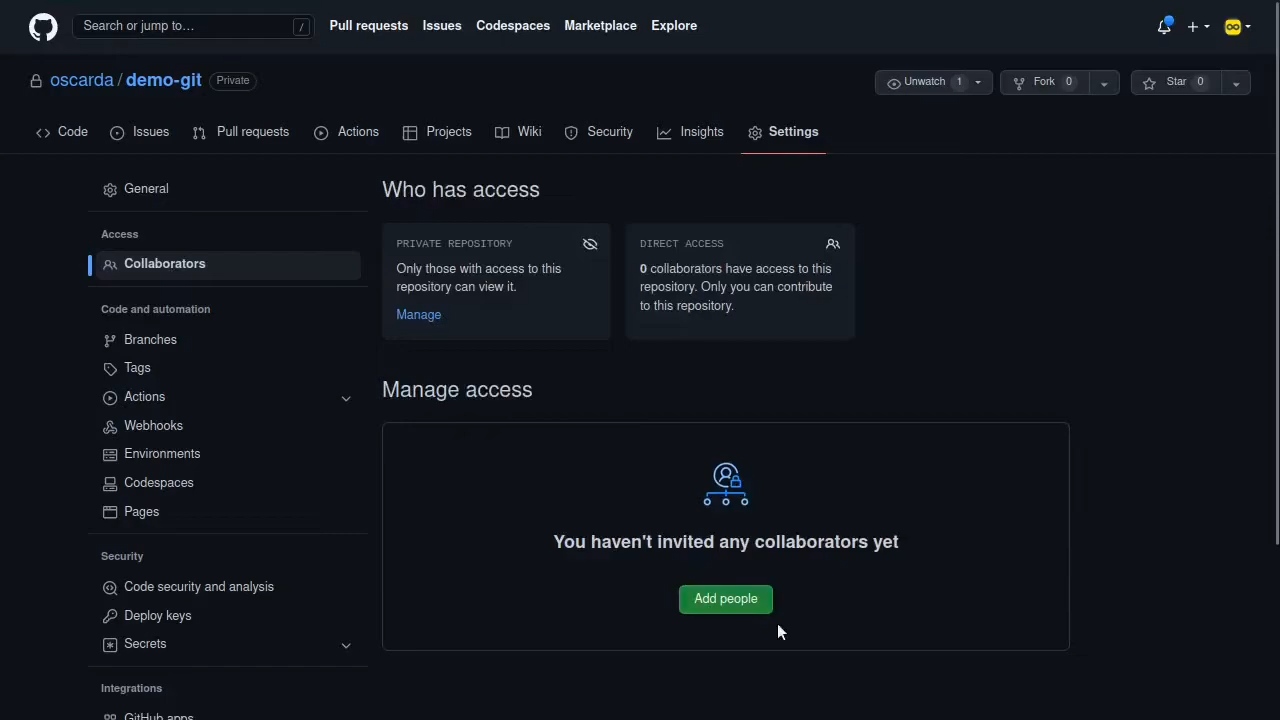 Search or jump to... / Pull requests Issues Codespaces Marketplace Explore
oscarda / demo-git Private Unwatch 1 Fork 0 Star 0
Code Issues Pull requests Actions Projects Wiki Security Insights Settings
General
Access
Collaborators
Code and automation
Branches
Tags
Actions
Webhooks
Environments
Codespaces
Pages
Security
Code security and analysis
Deploy keys
Secrets
Integrations
GitHub apps
Who has access
PRIVATE REPOSITORY
Only those with access to this
repository can view it.
Manage
DIRECT ACCESS
0 collaborators have access to this
repository. Only you can contribute
to this repository.
Manage access
You haven't invited any collaborators yet
Add people